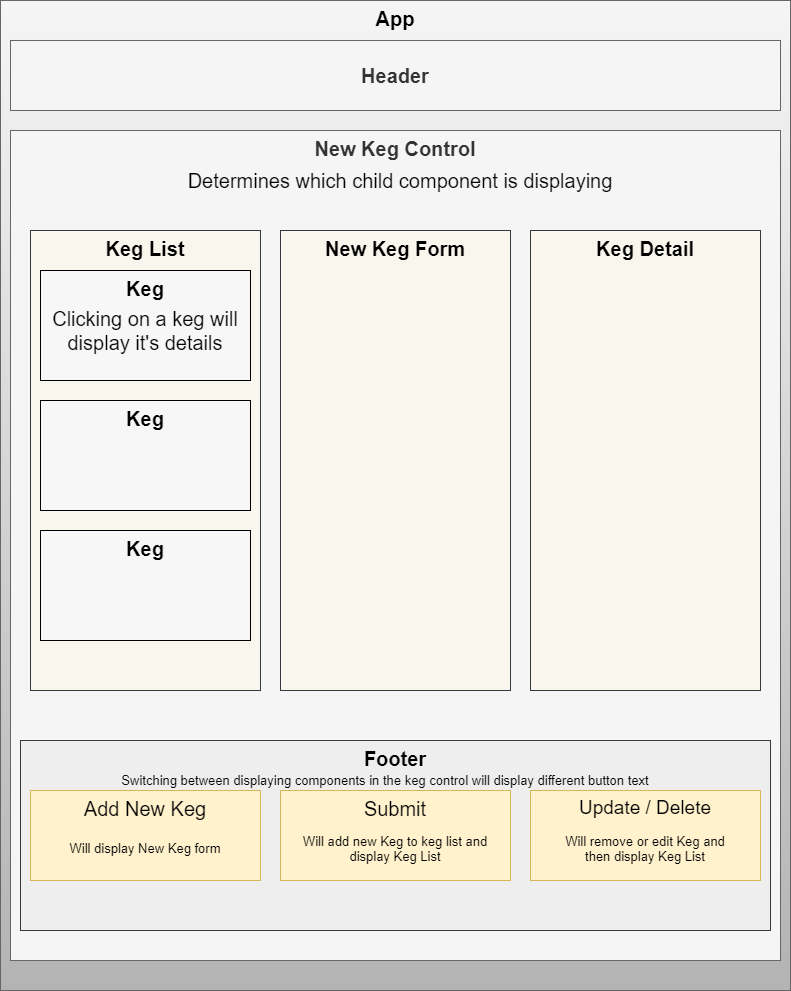 App
Header
New Keg Control
Determines which child component is displaying
Keg List
Keg
Clicking on a keg will
display it's details
Keg
Keg
New Keg Form
Keg Detail
Footer
Switching between displaying components in the keg control will display different button text
Add New Keg
Will display New Keg form
Submit
Will add new Keg to keg list and
display Keg List
Update / Delete
Will remove or edit Keg and
then display Keg List